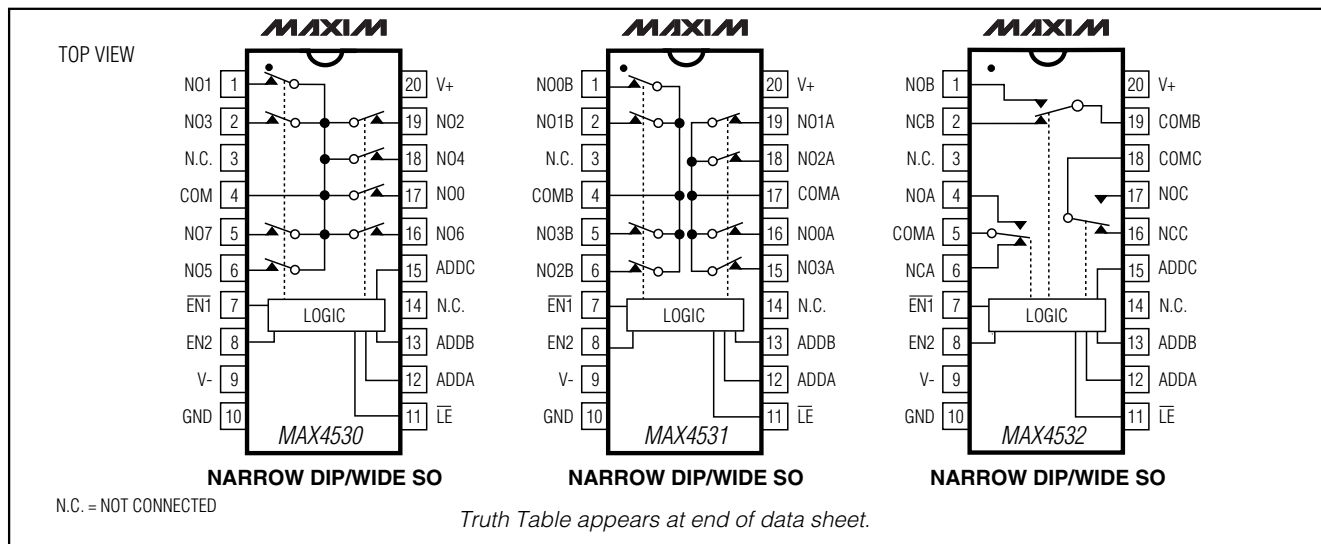 MAXIM
MAXIM
MAXIM
TOP VIEW
NO1 1 20 V+
NO3 2 19 NO2
N.C. 3 18 NO4
COM 4 17 NO0
NO7 5 16 NO6
NO5 6 15 ADDC
EN1 7 14 N.C.
EN2 8 13 ADDB
V- 9 12 ADDA
GND 10 11 LE
LOGIC
MAX4530
NARROW DIP/WIDE SO
NO0B 1 20 V+
NO1B 2 19 NO1A
N.C. 3 18 NO2A
COMB 4 17 COMA
NO3B 5 16 NO0A
NO2B 6 15 NO3A
EN1 7 14 N.C.
EN2 8 13 ADDB
V- 9 12 ADDA
GND 10 11 LE
LOGIC
MAX4531
NARROW DIP/WIDE SO
NOB 1 20 V+
NCB 2 19 COMB
N.C. 3 18 COMC
NOA 4 17 NOC
COMA 5 16 NCC
NCA 6 15 ADDC
EN1 7 14 N.C.
EN2 8 13 ADDB
V- 9 12 ADDA
GND 10 11 LE
LOGIC
MAX4532
NARROW DIP/WIDE SO
N.C. = NOT CONNECTED
Truth Table appears at end of data sheet.